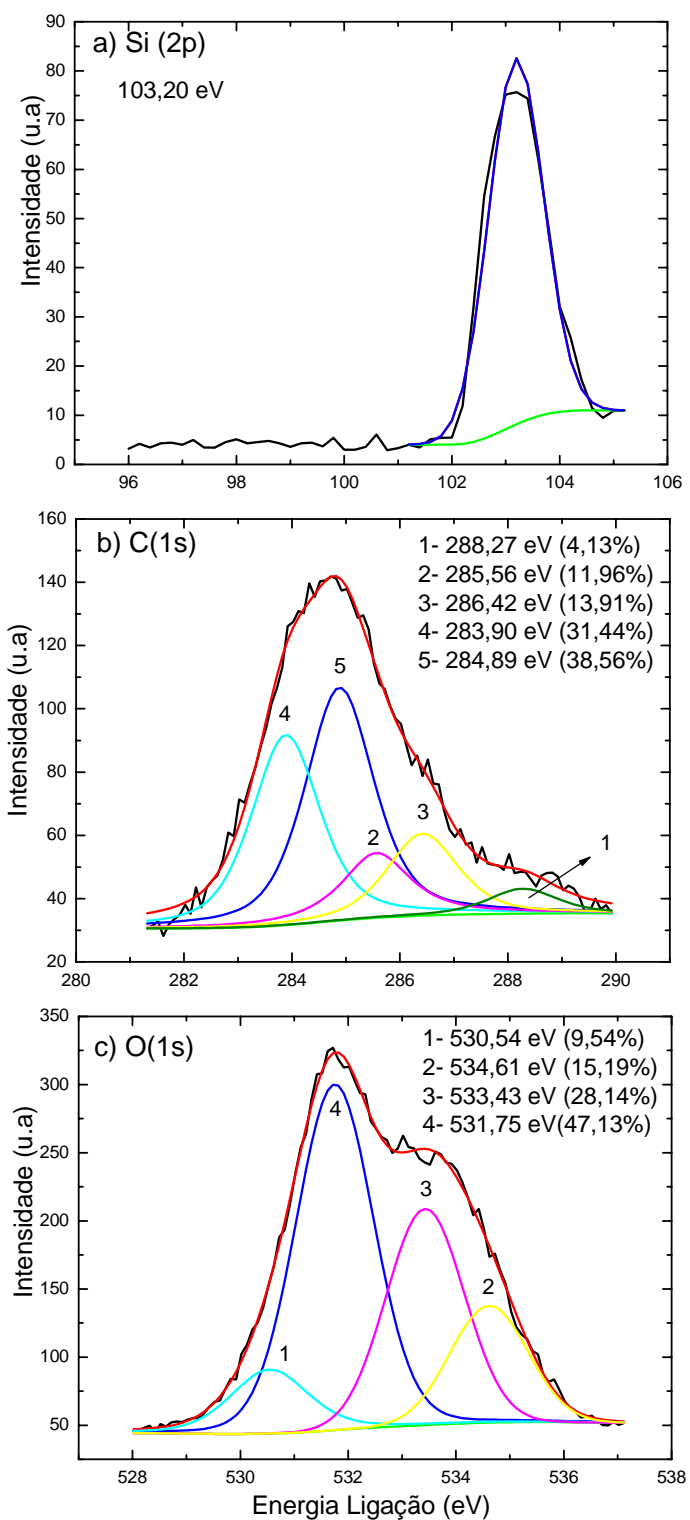 a) Si (2p)
103,20 eV
Intensidade (u.a)
90
80
70
60
50
40
30
20
10
0
96 98 100 102 104 106
b) C(1s)
1- 288,27 eV (4,13%)
2- 285,56 eV (11,96%)
3- 286,42 eV (13,91%)
4- 283,90 eV (31,44%)
5- 284,89 eV (38,56%)
Intensidade (u.a)
160
140
120
100
80
60
40
20
5
4
3
2
1
280 282 284 286 288 290
c) O(1s)
1- 530,54 eV (9,54%)
2- 534,61 eV (15,19%)
3- 533,43 eV (28,14%)
4- 531,75 eV(47,13%)
Intensidade (u.a)
350
300
250
200
150
100
50
4
3
2
1
528 530 532 534 536 538
Energia Ligação (eV)